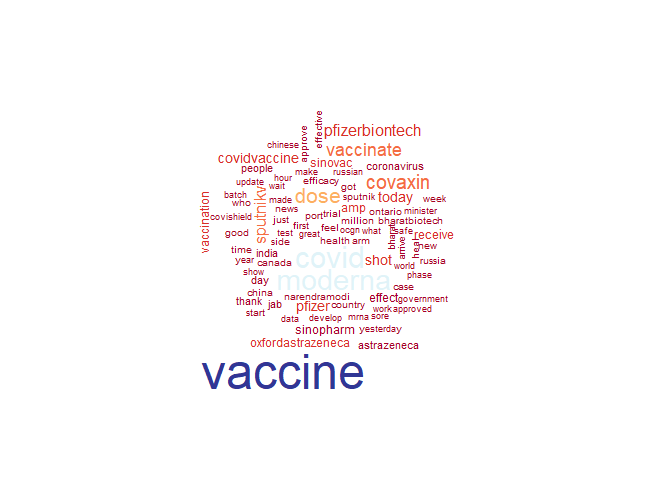 effective
approve
pfizerbiontech
chinese
vaccinate
covidvaccine
sinovac
coronavirus
people
make
russian
update
hour
efficacy
got
covaxin
wait
batch
who
made
dose
sputnik
today
week
vaccination
covishield
news
port
trial
amp
ontario
minister
sputnikv
just
first
million
bharatbiotech
good
test
great
feel
ocgn
what
bharat
safe
receive
side
health
arm
arrive
heal
new
time
india
covid
shot
world
russia
year
canada
show
day
moderna
phase
case
china
narendramodi
effect
government
thank
jab
pfizer
country
work
approved
start
data
develop
mrna
sore
sinopharm
yesterday
oxfordastrazeneca
astrazeneca
vaccine